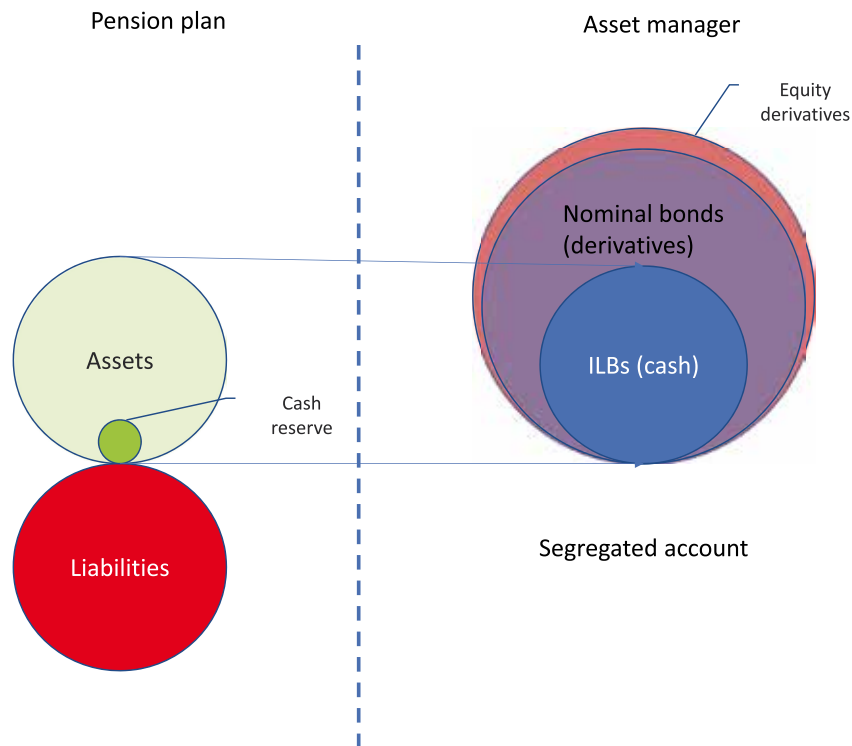 Pension plan
Asset manager
Equity
derivatives
Nominal bonds
(derivatives)
Assets
ILBs (cash)
Cash
reserve
Segregated account
Liabilities